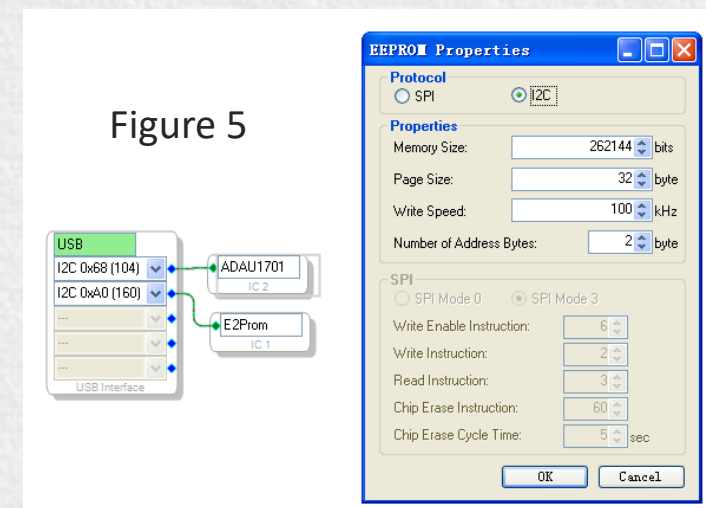 Figure 5
USB
I2C 0x68 (104)
I2C 0xA0 (160)
---
---
---
USB Interface
ADAU1701
IC 2
E2Prom
IC 1
EEPROM Properties
Protocol
SPI I2C
Properties
Memory Size: 262144 bits
Page Size: 32 byte
Write Speed: 100 kHz
Number of Address Bytes: 2 byte
SPI
SPI Mode 0 SPI Mode 3
Write Enable Instruction: 6
Write Instruction: 2
Read Instruction: 3
Chip Erase Instruction: 60
Chip Erase Cycle Time: 5 sec
OK Cancel